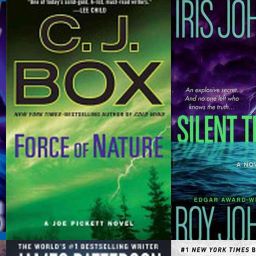 "One of today's solid-gold, A-list, must-read writers."
—LEE CHILD
C. J.
BOX
NEW YORK TIMES–BESTSELLING AUTHOR OF COLD WIND
FORCE OF NATURE
A JOE PICKETT NOVEL
THE WORLD'S #1 BESTSELLING WRITER
JAMES PATTERSON
IRIS JOH
An explosive secret.
And no one left who
knows the truth...
SILENT T
A NOV
EDGAR AWARD-WI
ROY JOH
#1 NEW YORK TIMES B